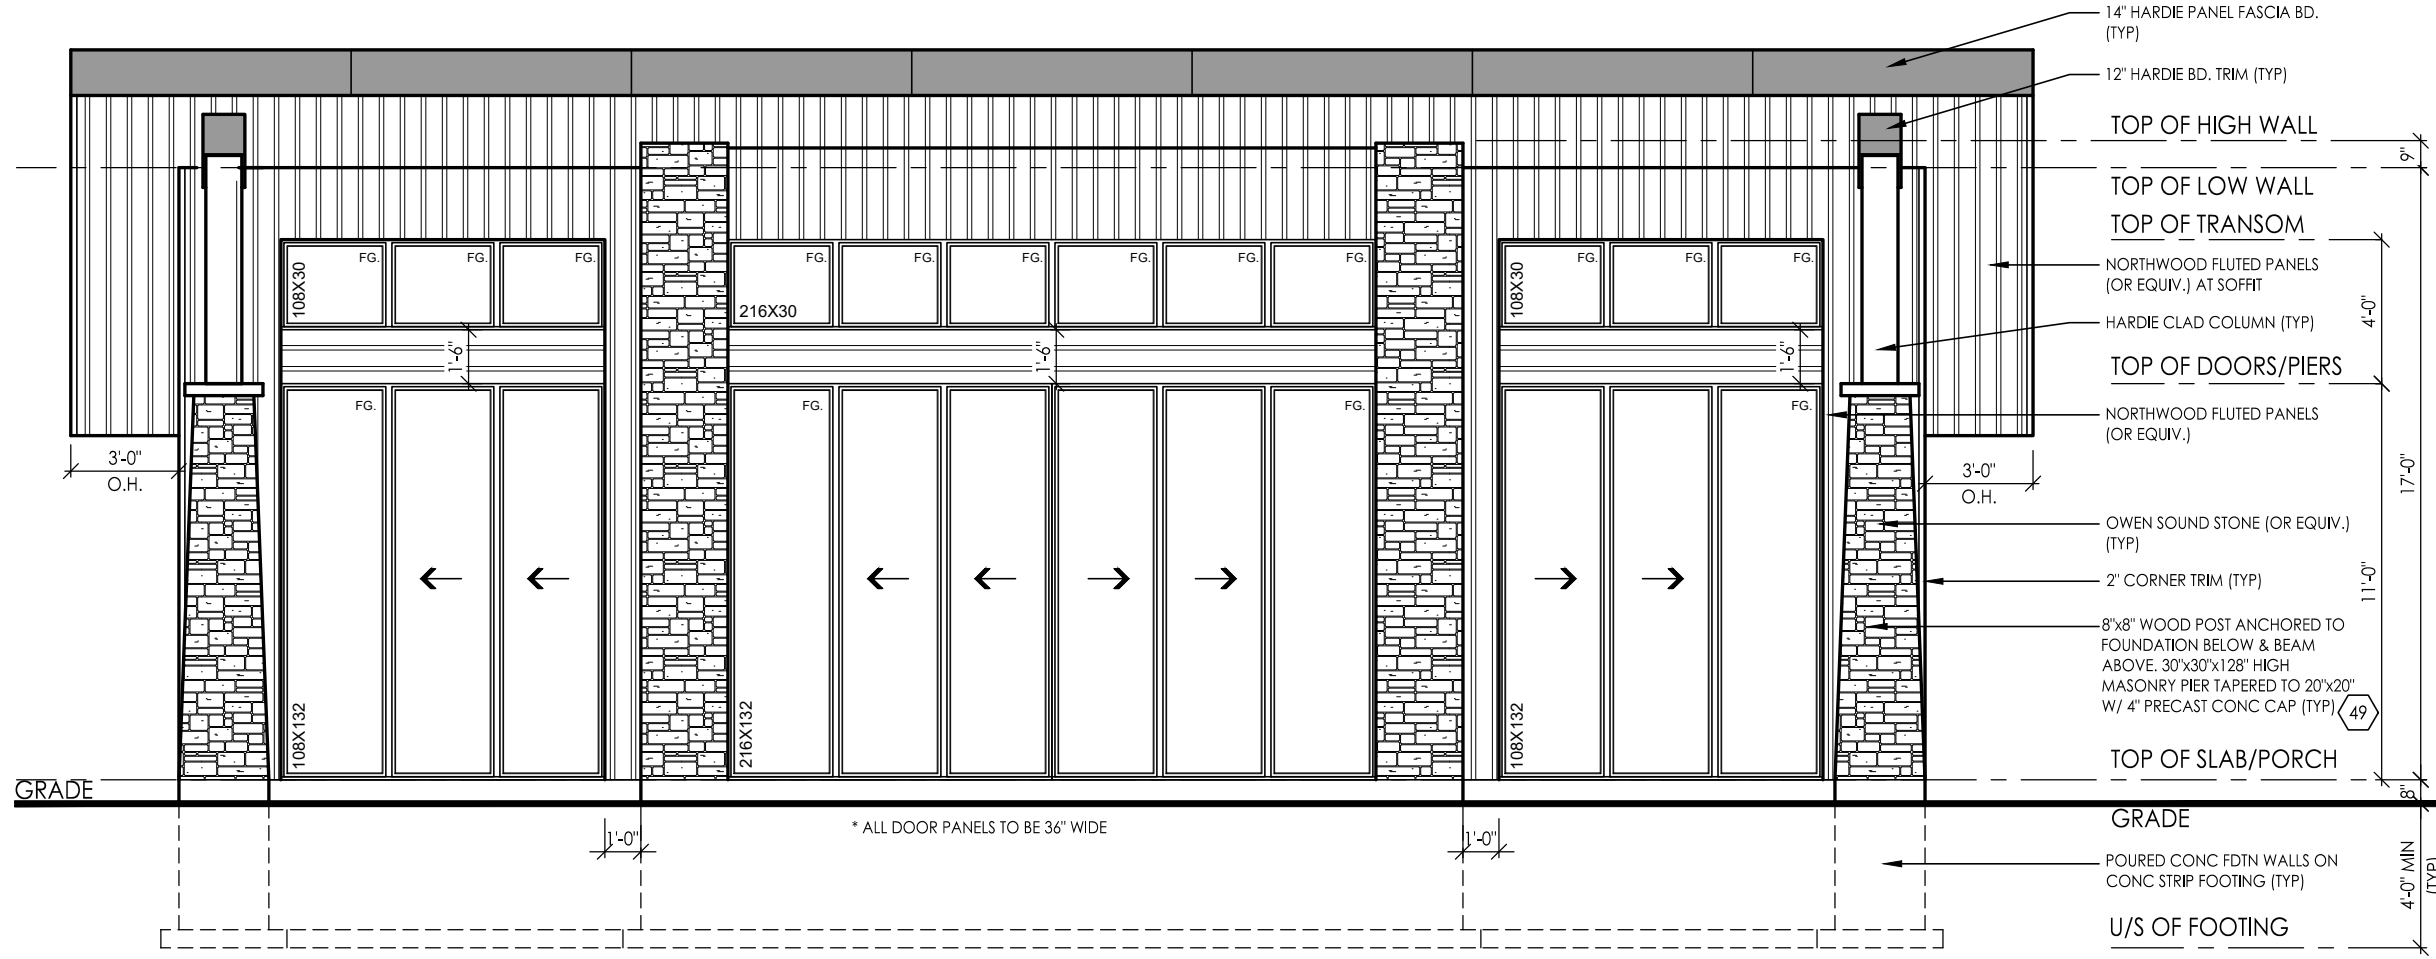 14" HARDIE PANEL FASCIA BD.
(TYP)
12" HARDIE BD. TRIM (TYP)
TOP OF HIGH WALL
9"
TOP OF LOW WALL
TOP OF TRANSOM
NORTHWOOD FLUTED PANELS
(OR EQUIV.) AT SOFFIT
4'-0"
HARDIE CLAD COLUMN (TYP)
TOP OF DOORS/PIERS
NORTHWOOD FLUTED PANELS
(OR EQUIV.)
17'-0"
OWEN SOUND STONE (OR EQUIV.)
(TYP)
2" CORNER TRIM (TYP)
11'-0"
8"x8" WOOD POST ANCHORED TO
FOUNDATION BELOW & BEAM
ABOVE. 30"x30"x128" HIGH
MASONRY PIER TAPERED TO 20"x20"
W/ 4" PRECAST CONC CAP (TYP)
49
TOP OF SLAB/PORCH
8"
GRADE
POURED CONC FDTN WALLS ON
CONC STRIP FOOTING (TYP)
4'-0" MIN
(TYP)
U/S OF FOOTING
FG. FG. FG. FG. FG. FG. FG. FG. FG. FG. FG. FG.
108X30
216X30
108X30
1'-6" 1'-6" 1'-6"
FG. FG. FG. FG.
3'-0"
O.H.
3'-0"
O.H.
108X132
216X132
108X132
GRADE
1'-0"
* ALL DOOR PANELS TO BE 36" WIDE
1'-0"